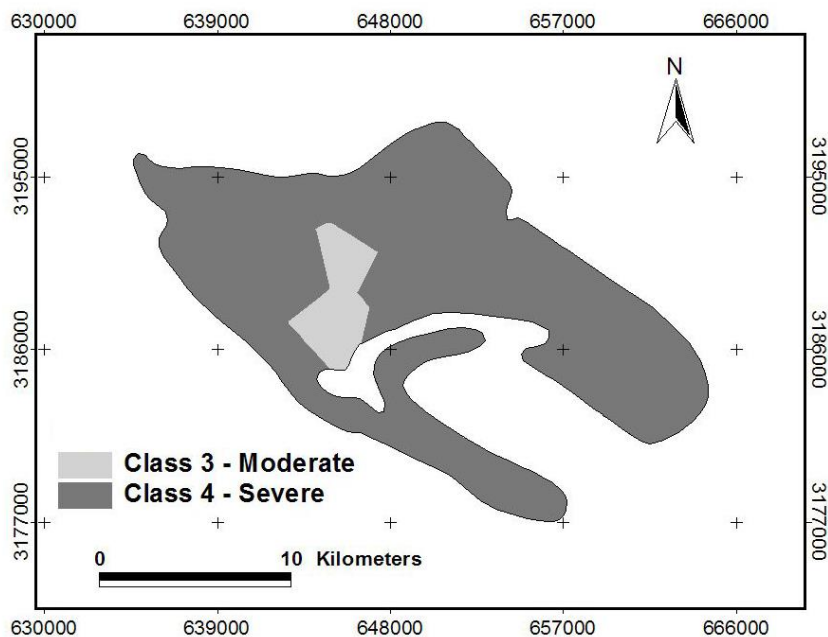 630000 639000 648000 657000 666000
N
3195000 3195000
3186000 3186000
Class 3 - Moderate
Class 4 - Severe
3177000 3177000
0 10 Kilometers
630000 639000 648000 657000 666000